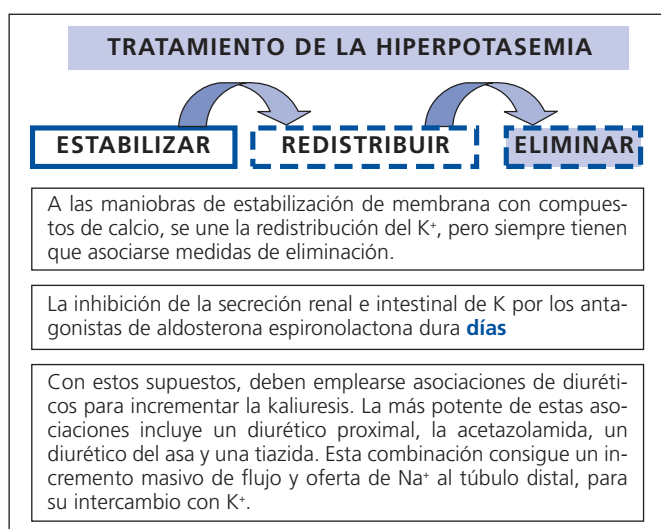 TRATAMIENTO DE LA HIPERPOTASEMIA
ESTABILIZAR REDISTRIBUIR ELIMINAR
A las maniobras de estabilización de membrana con compues-
tos de calcio, se une la redistribución del K⁺, pero siempre tienen
que asociarse medidas de eliminación.
La inhibición de la secreción renal e intestinal de K por los anta-
gonistas de aldosterona espironolactona dura días
Con estos supuestos, deben emplearse asociaciones de diuréti-
cos para incrementar la kaliuresis. La más potente de estas aso-
ciaciones incluye un diurético proximal, la acetazolamida, un
diurético del asa y una tiazida. Esta combinación consigue un in-
cremento masivo de flujo y oferta de Na⁺ al túbulo distal, para
su intercambio con K⁺.